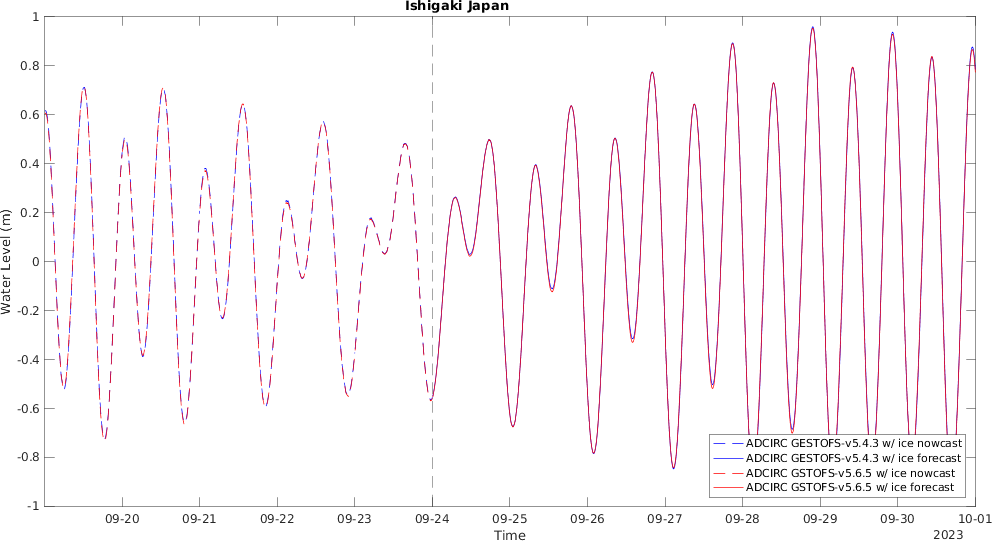 Ishigaki Japan
1
0.8
0.6
0.4
0.2
0
-0.2
-0.4
-0.6
-0.8
-1
Water Level (m)
ADCIRC GESTOFS-v5.4.3 w/ ice nowcast
ADCIRC GESTOFS-v5.4.3 w/ ice forecast
ADCIRC GSTOFS-v5.6.5 w/ ice nowcast
ADCIRC GSTOFS-v5.6.5 w/ ice forecast
09-20 09-21 09-22 09-23 09-24 09-25 09-26 09-27 09-28 09-29 09-30 10-01
Time
2023